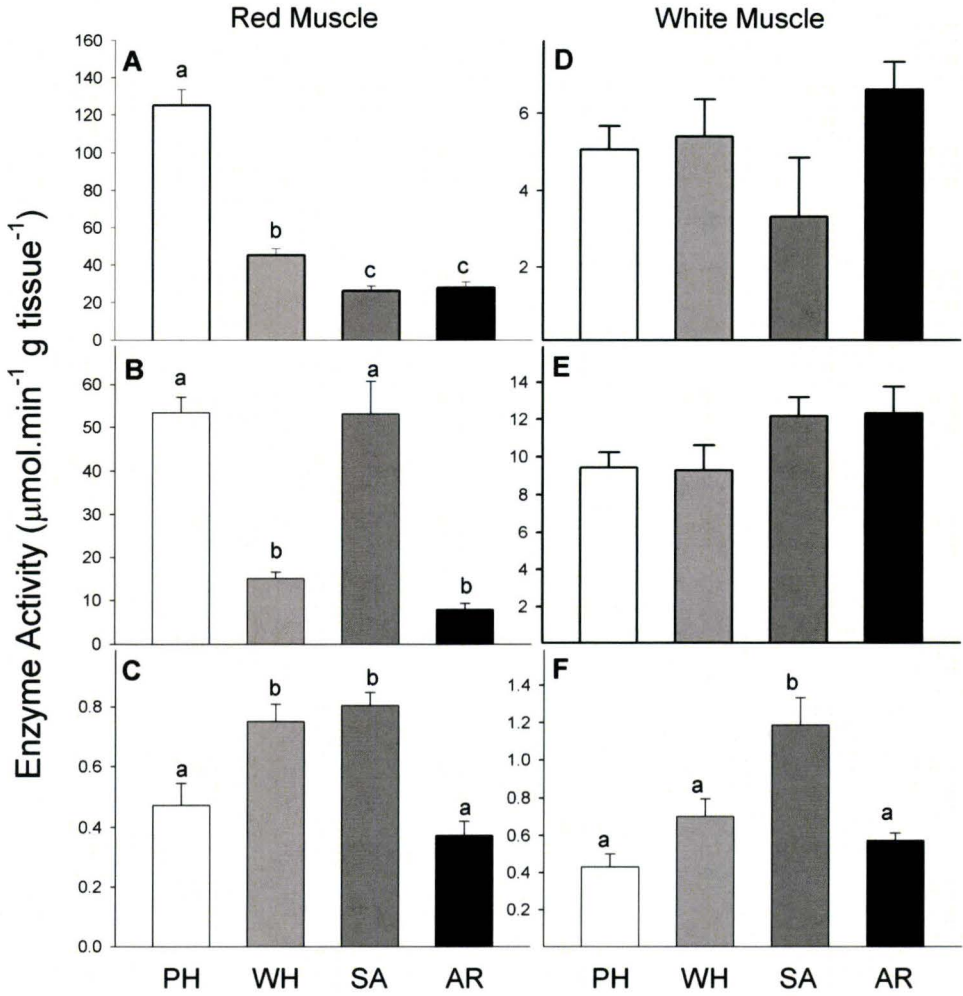 Red Muscle
White Muscle
Enzyme Activity (μmol.min⁻¹ g tissue⁻¹)
A
160
140
120
100
80
60
40
20
0
a
b
c
c
D
6
4
2
B
60
50
40
30
20
10
0
a
b
a
b
E
14
12
10
8
6
4
2
C
0.8
0.6
0.4
0.2
0.0
a
b
b
a
F
1.4
1.2
1.0
0.8
0.6
0.4
0.2
a
a
b
a
PH WH SA AR
PH WH SA AR